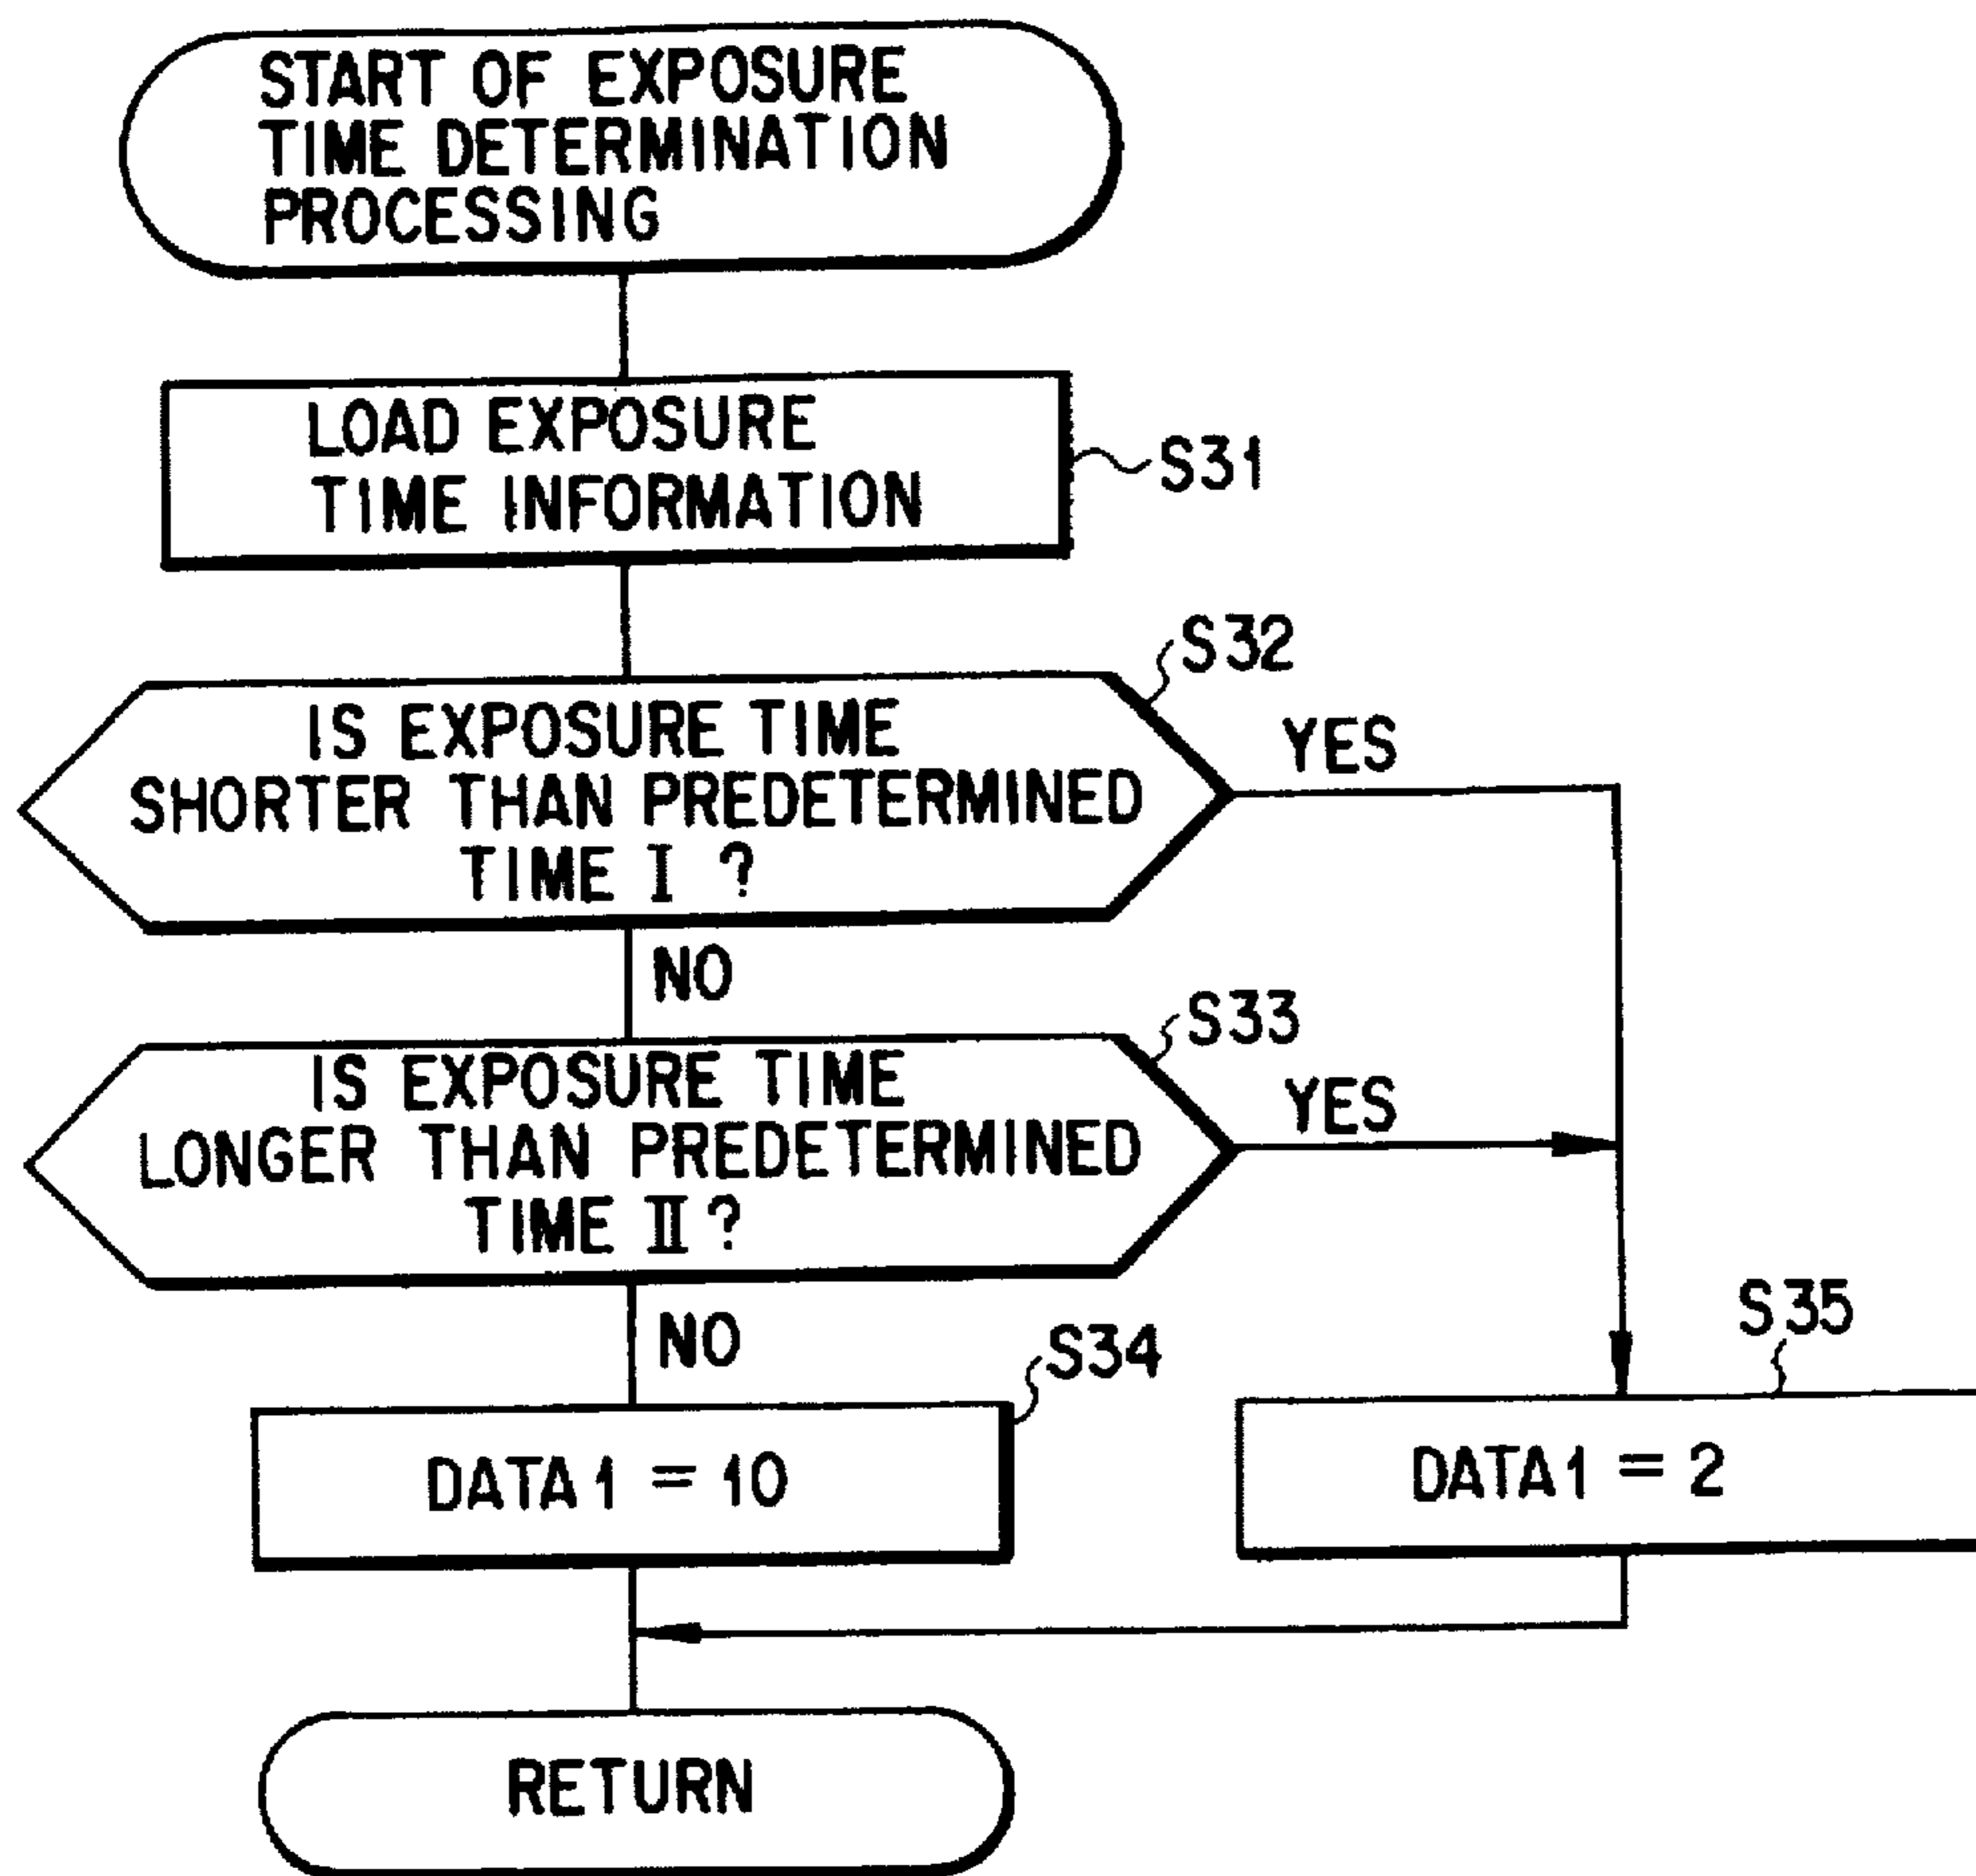 START OF EXPOSURE
TIME DETERMINATION
PROCESSING
LOAD EXPOSURE
TIME INFORMATION
S31
S32
IS EXPOSURE TIME
SHORTER THAN PREDETERMINED
TIME I ?
YES
NO
S33
IS EXPOSURE TIME
LONGER THAN PREDETERMINED
TIME II ?
YES
NO
S34
S35
DATA1 = 10
DATA1 = 2
RETURN